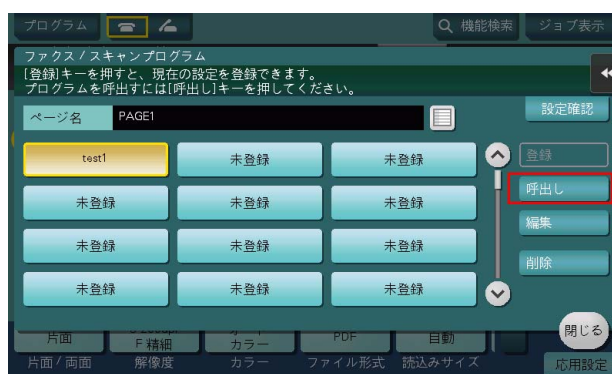 プログラム
機能検索
ジョブ表示
ファクス / スキャンプログラム
[登録]キーを押すと、現在の設定を登録できます。
プログラムを呼出すには[呼出し]キーを押してください。
設定確認
ページ名 PAGE1
test1 未登録 未登録
登録
未登録 未登録 未登録
呼出し
編集
未登録 未登録 未登録
削除
未登録 未登録 未登録
閉じる
片面 F 精細 カラー PDF 自動
片面 / 両面 解像度 カラー ファイル形式 読込みサイズ 応用設定